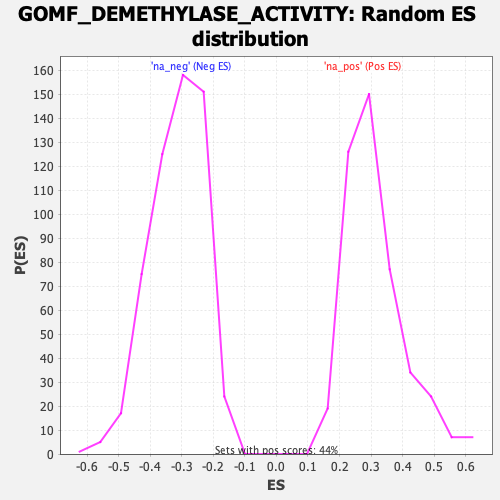 GOMF_DEMETHYLASE_ACTIVITY: Random ES
distribution
'na_neg' (Neg ES) 'na_pos' (Pos ES)
P(ES)
160
150
140
130
120
110
100
90
80
70
60
50
40
30
20
10
0
Sets with pos scores: 44%
-0.6 -0.5 -0.4 -0.3 -0.2 -0.1 0.0 0.1 0.2 0.3 0.4 0.5 0.6
ES